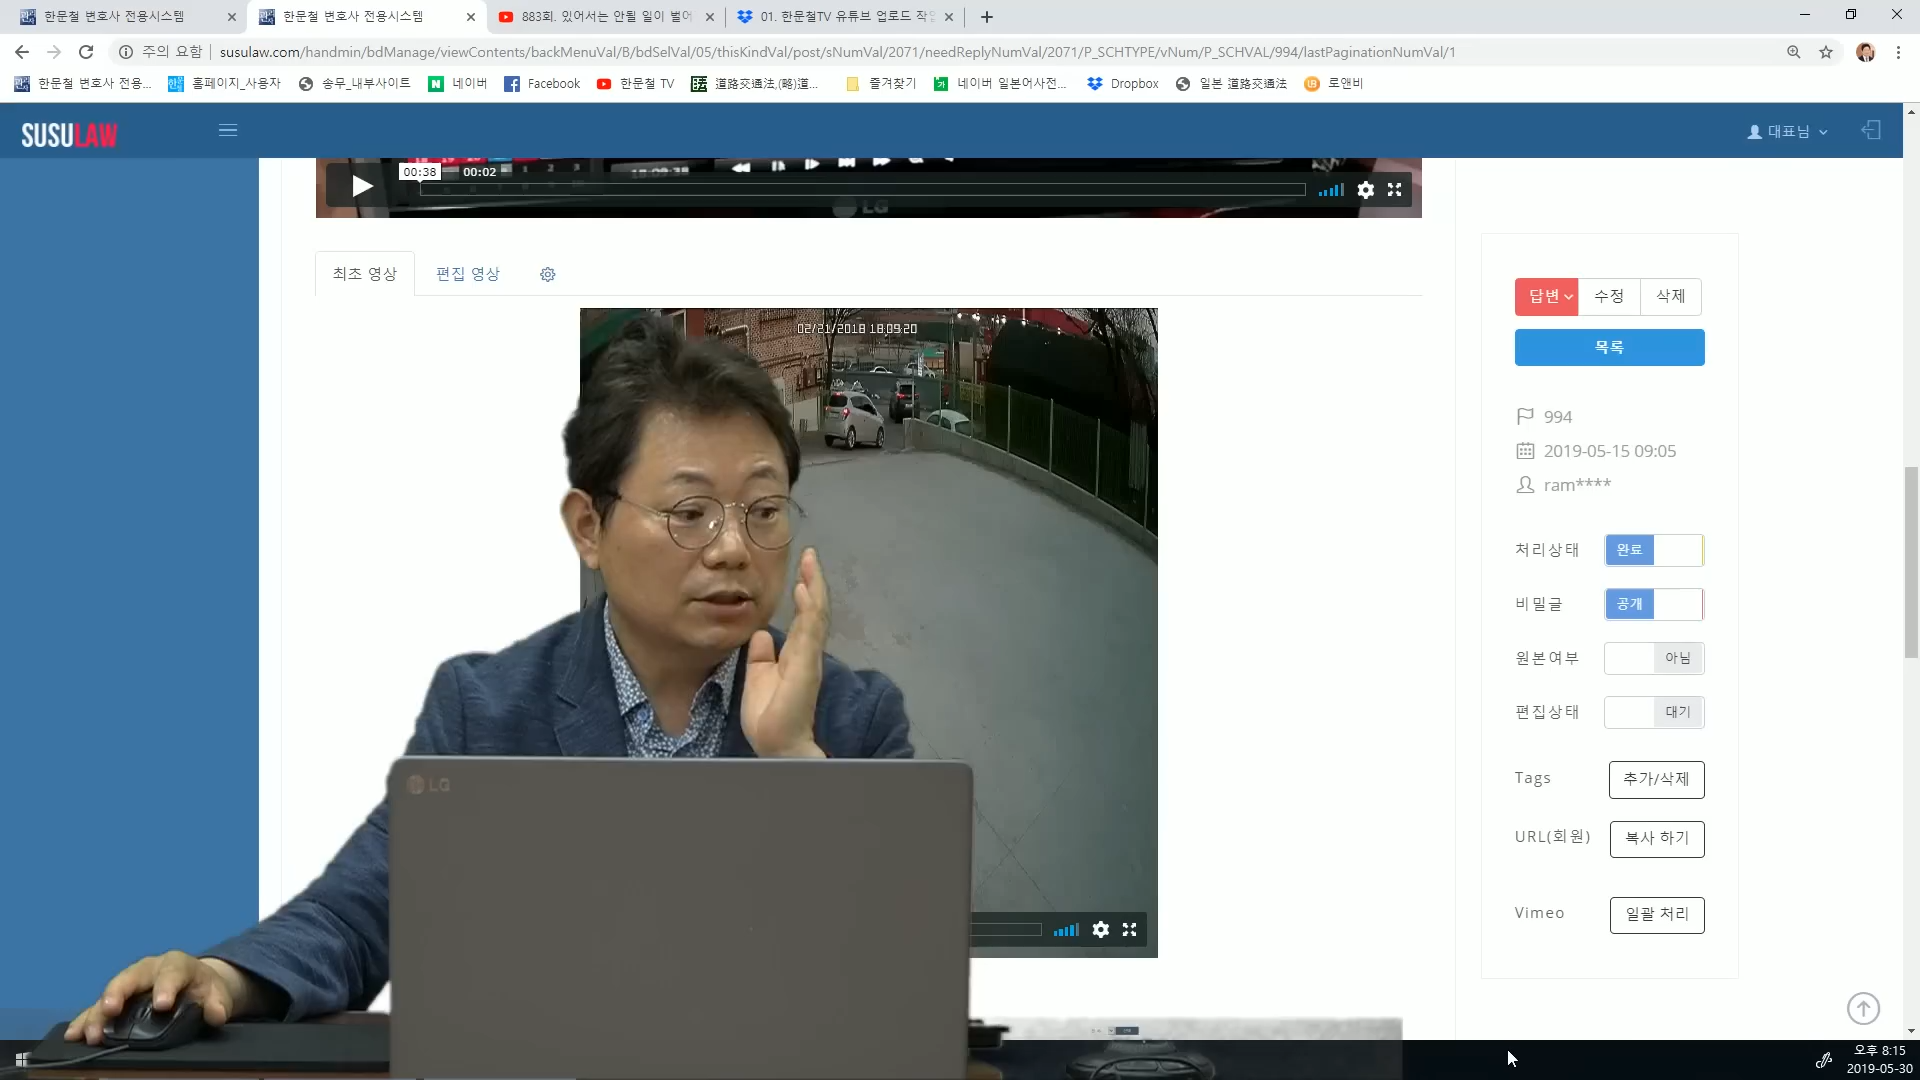 한문철 변호사 전용시스템
한문철 변호사 전용시스템
883회. 있어서는 안될 일이 벌어
01. 한문철TV 유튜브 업로드 작
주의 요함
susulaw.com/handmin/bdManage/viewContents/backMenuVal/B/bdSelVal/05/thisKindVal/post/sNumVal/2071/needReplyNumVal/2071/P_SCHTYPE/vNum/P_SCHVAL/994/lastPaginationNumVal/1
한문철 변호사 전용... 홈페이지_사용자 송무_내부사이트 네이버 Facebook 한문철 TV 道路交通法,(略)道... 즐겨찾기 네이버 일본어사전... Dropbox 일본 道路交通法 로앤비
SUSULAW
대표님
00:38 00:02
LG
최초 영상 편집 영상
02/21/2018 18:09:20
답변 수정 삭제
목록
994
2019-05-15 09:05
ram****
처리상태 완료
비밀글 공개
원본여부 아님
편집상태 대기
Tags 추가/삭제
URL(회원) 복사 하기
Vimeo 일괄 처리
LG
오후 8:15
2019-05-30